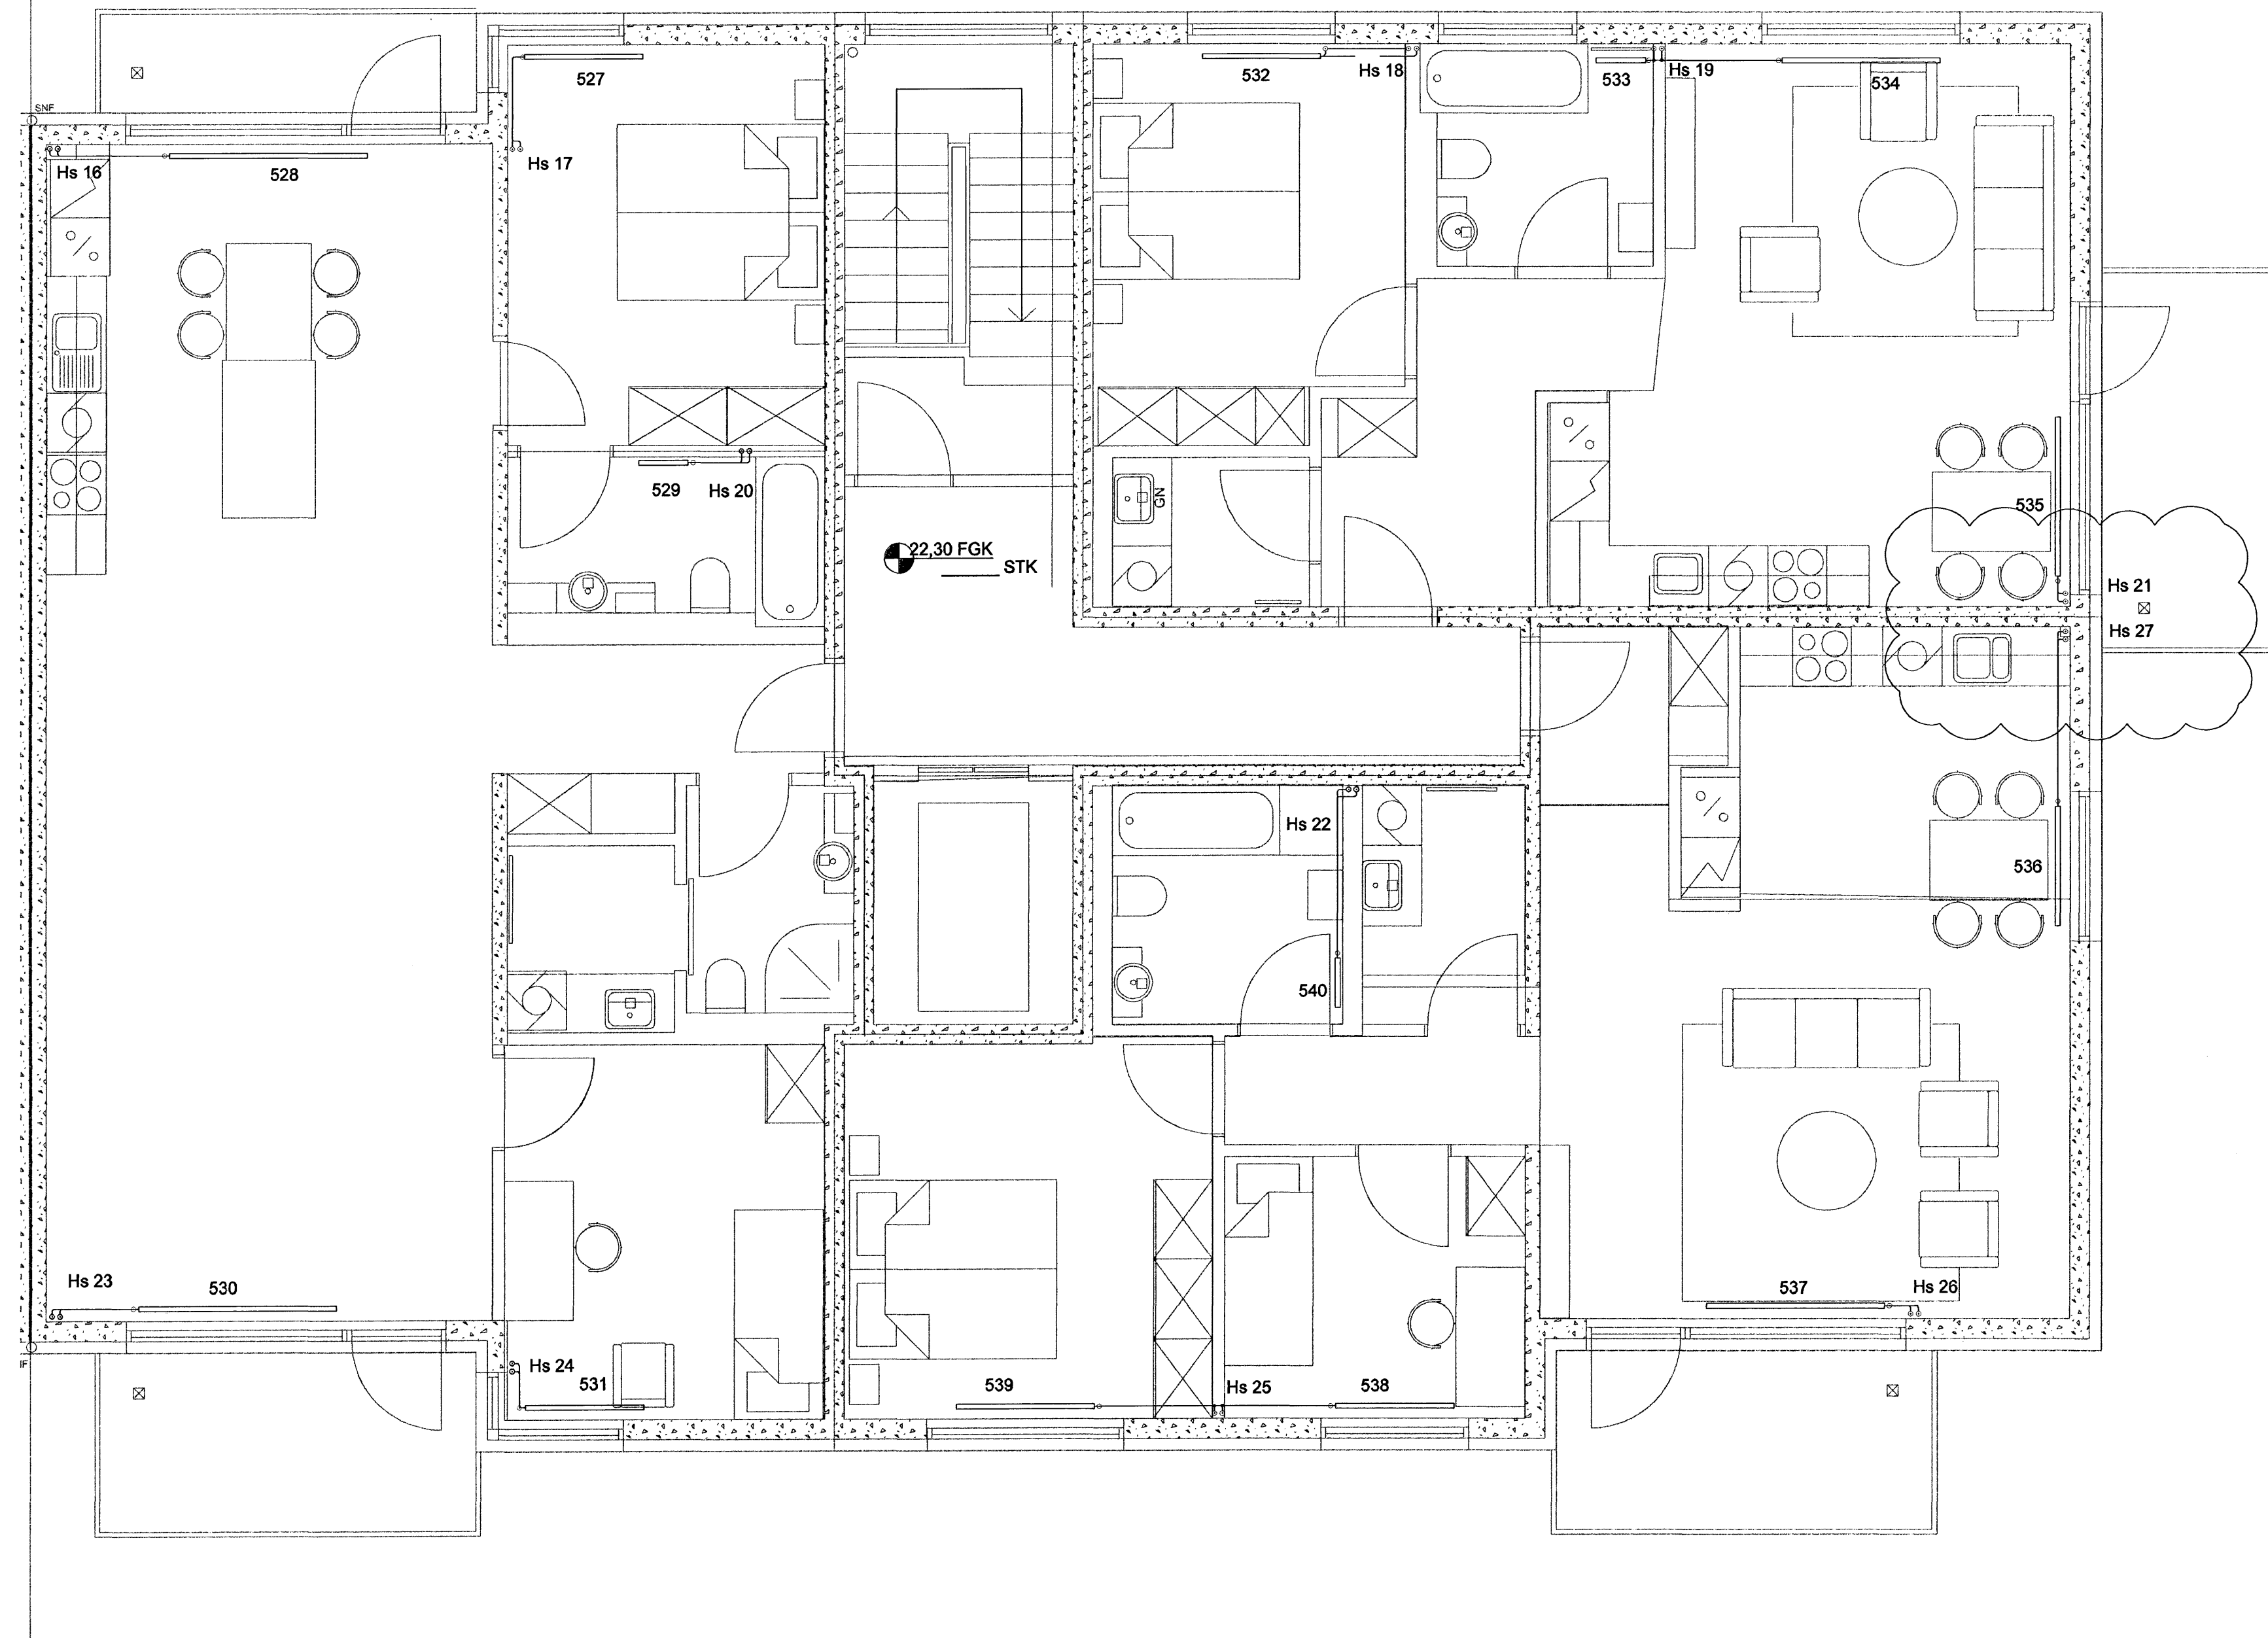 527
532
Hs 18
533
Hs 19
534
SNF
Hs 16
528
Hs 17
529
Hs 20
GN
535
22,30 FGK
STK
Hs 21
Hs 27
Hs 22
536
540
Hs 23
530
537
Hs 26
IF
Hs 24
531
539
Hs 25
538